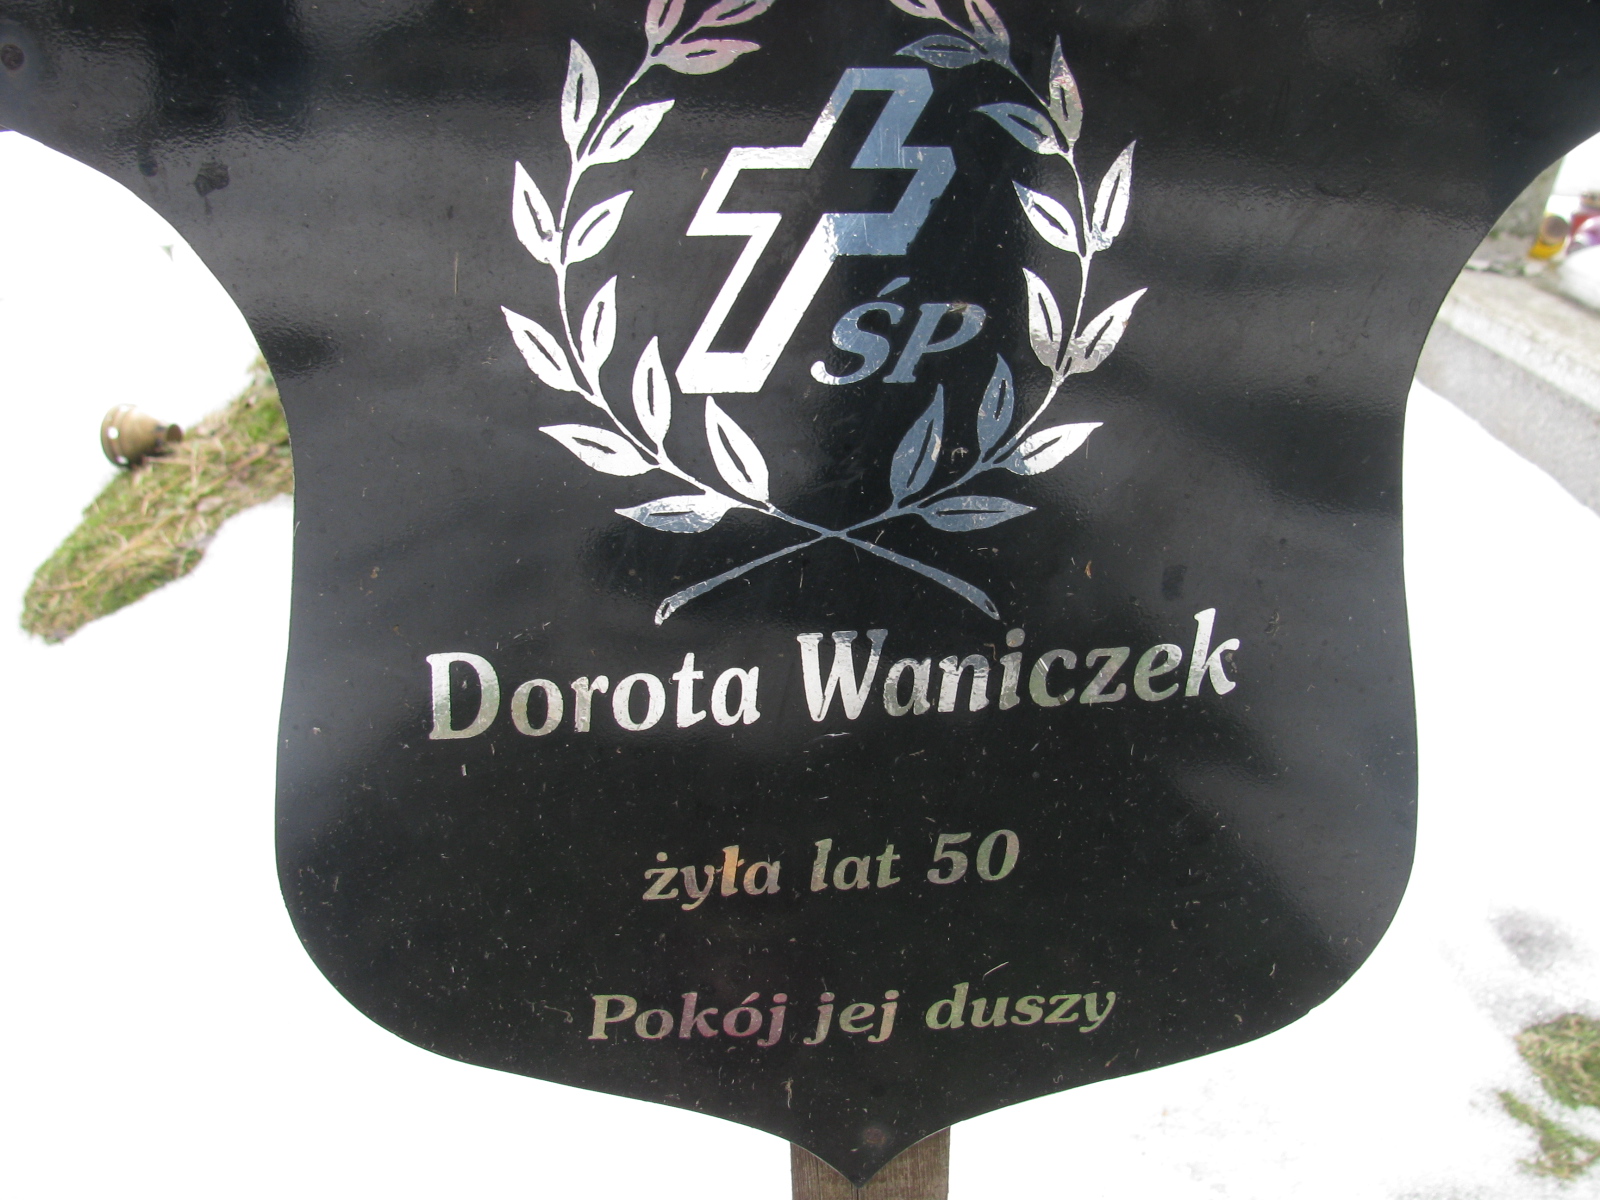 ŚP
Dorota Waniczek
żyła lat 50
Pokój jej duszy